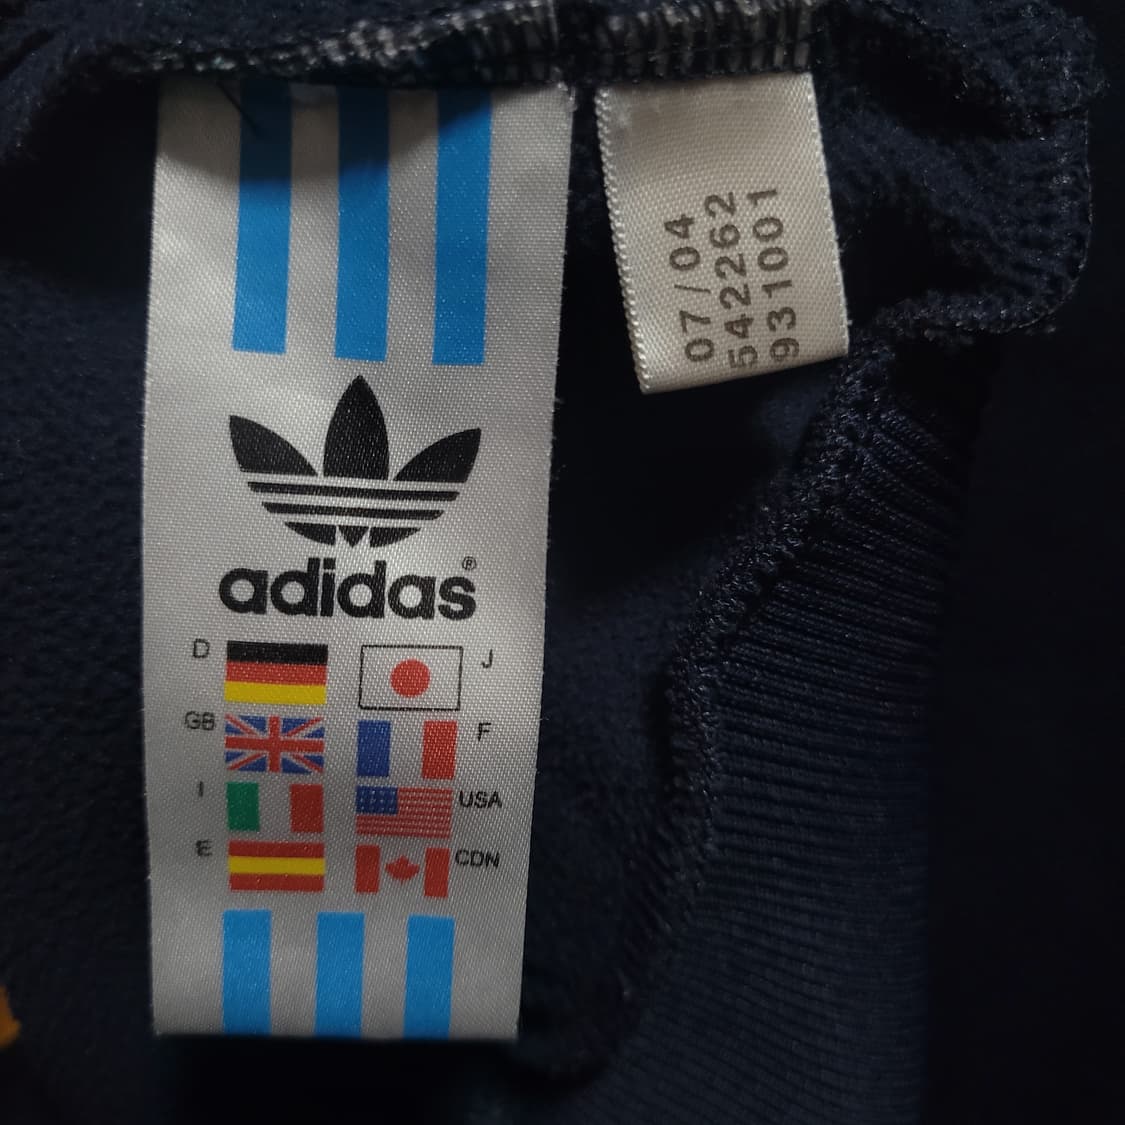 adidas®
D
J
GB
F
I
USA
E
CDN
07/04
542262
931001